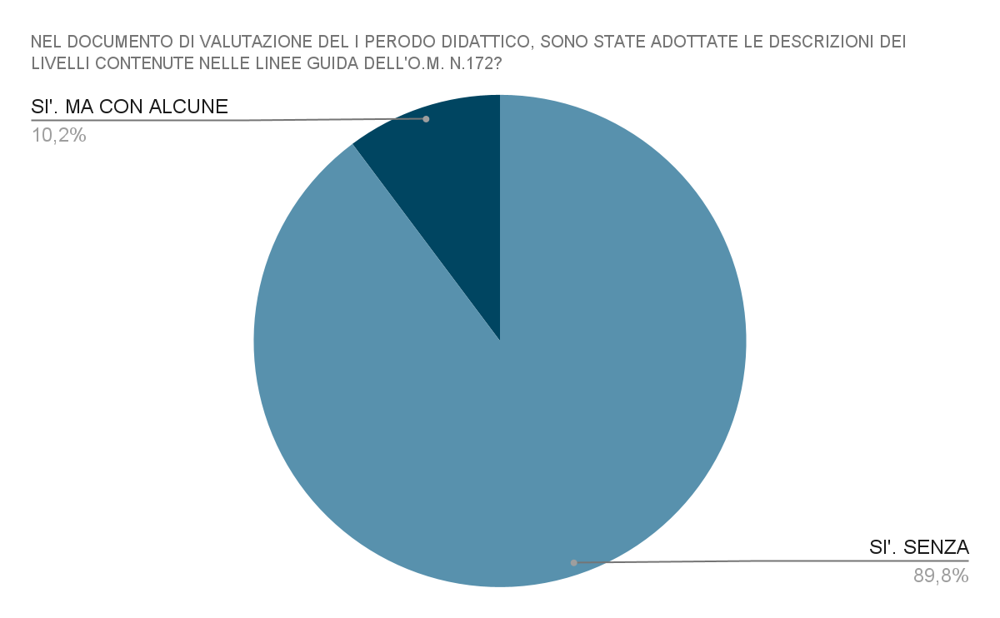 NEL DOCUMENTO DI VALUTAZIONE DEL I PERODO DIDATTICO, SONO STATE ADOTTATE LE DESCRIZIONI DEI
LIVELLI CONTENUTE NELLE LINEE GUIDA DELL'O.M. N.172?
SI'. MA CON ALCUNE
10,2%
SI'. SENZA
89,8%